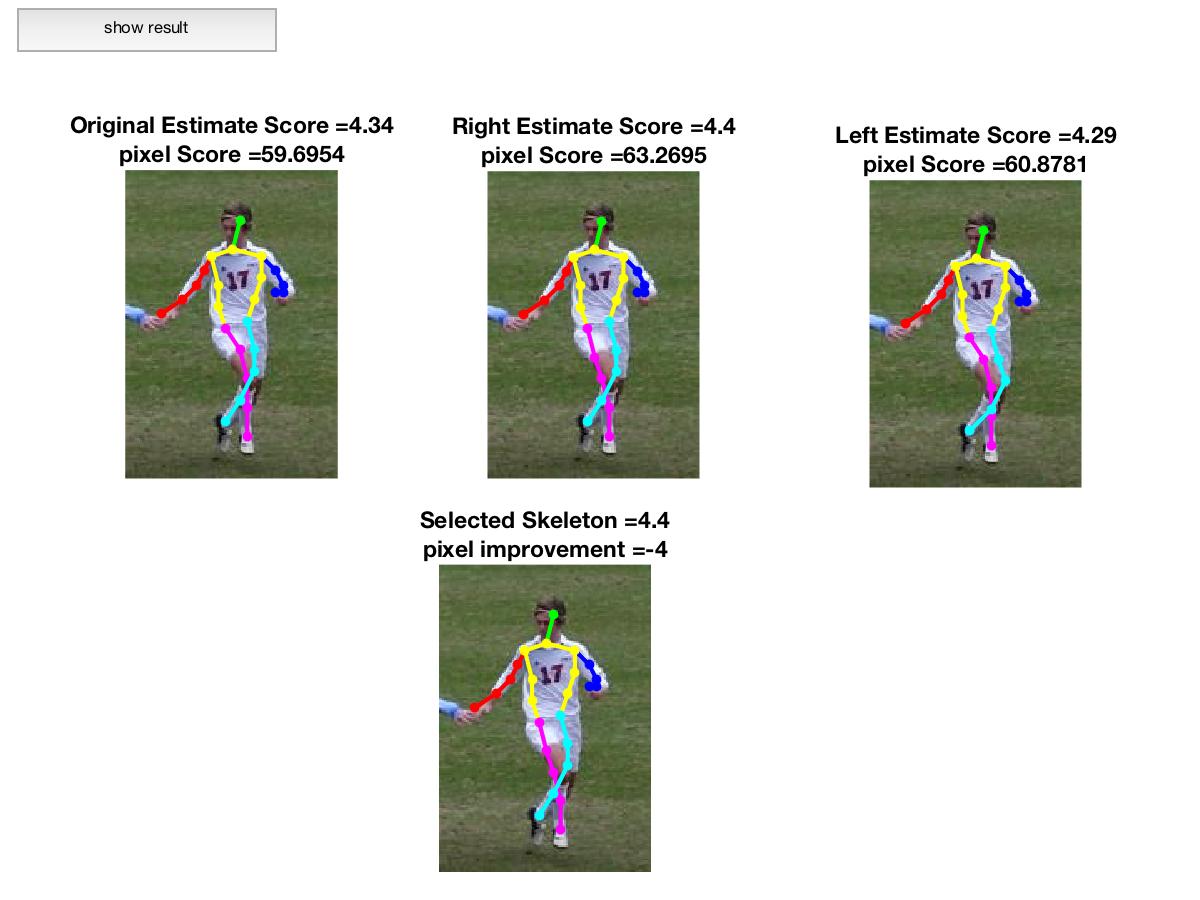 show result
Original Estimate Score =4.34
pixel Score =59.6954
Right Estimate Score =4.4
pixel Score =63.2695
Left Estimate Score =4.29
pixel Score =60.8781
17
17
17
Selected Skeleton =4.4
pixel improvement =-4
17